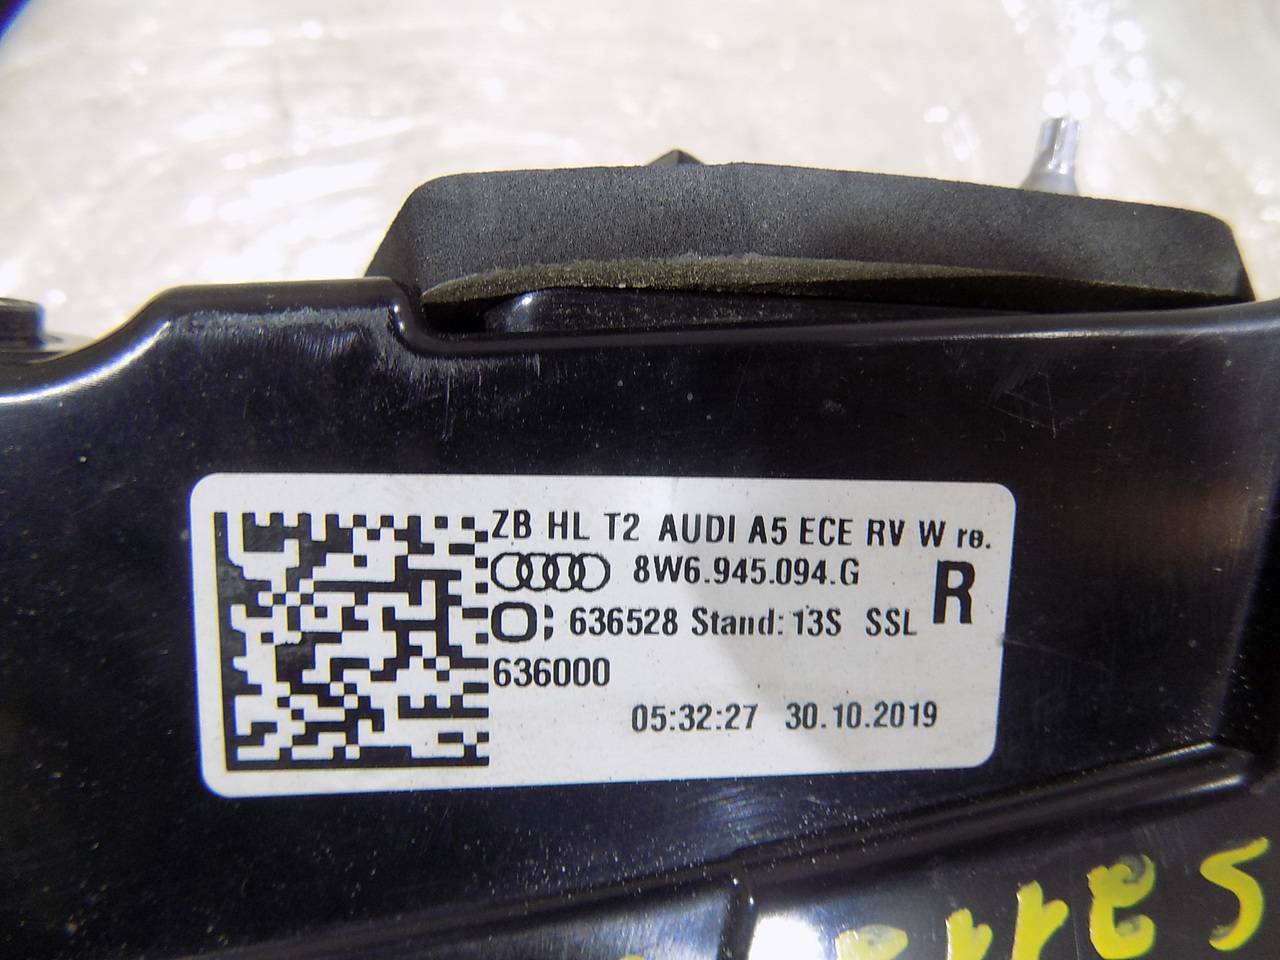 ZB HL T2 AUDI A5 ECE RV W re.
8W6.945.094.G R
636528 Stand: 13S SSL
636000
05:32:27 30.10.2019